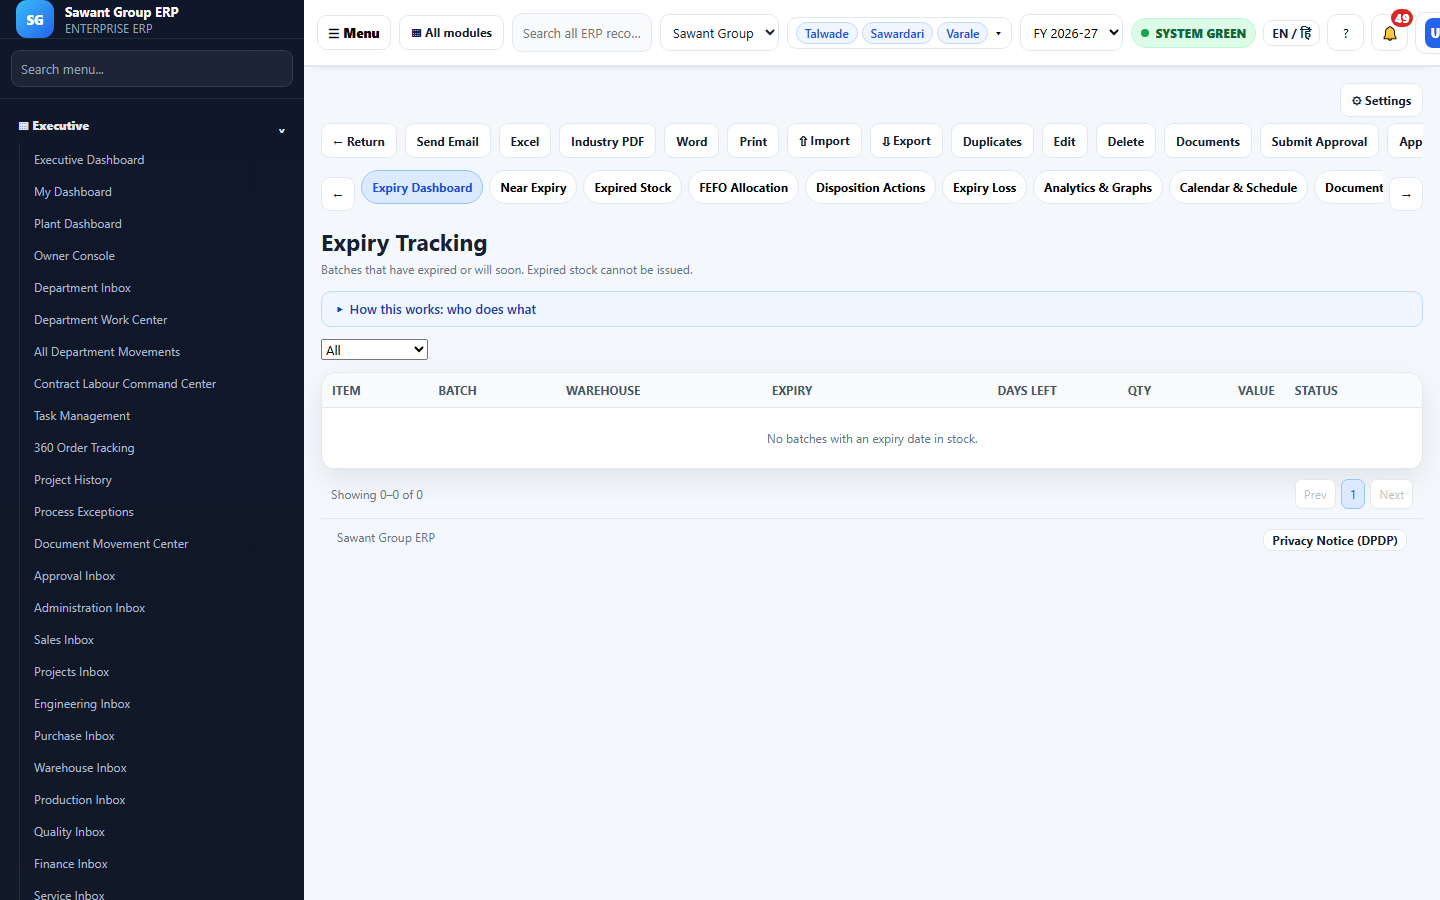 SG
Sawant Group ERP
ENTERPRISE ERP
Search menu...
Executive
Executive Dashboard
My Dashboard
Plant Dashboard
Owner Console
Department Inbox
Department Work Center
All Department Movements
Contract Labour Command Center
Task Management
360 Order Tracking
Project History
Process Exceptions
Document Movement Center
Approval Inbox
Administration Inbox
Sales Inbox
Projects Inbox
Engineering Inbox
Purchase Inbox
Warehouse Inbox
Production Inbox
Quality Inbox
Finance Inbox
Service Inbox
☰ Menu All modules Search all ERP reco... Sawant Group Talwade Sawardari Varale FY 2026-27 SYSTEM GREEN EN / हिं ? 49 U
⚙ Settings
← Return Send Email Excel Industry PDF Word Print ⇧ Import ⇩ Export Duplicates Edit Delete Documents Submit Approval App
← Expiry Dashboard Near Expiry Expired Stock FEFO Allocation Disposition Actions Expiry Loss Analytics & Graphs Calendar & Schedule Document →
Expiry Tracking
Batches that have expired or will soon. Expired stock cannot be issued.
▸ How this works: who does what
All
ITEM BATCH WAREHOUSE EXPIRY DAYS LEFT QTY VALUE STATUS
No batches with an expiry date in stock.
Showing 0–0 of 0 Prev 1 Next
Sawant Group ERP Privacy Notice (DPDP)